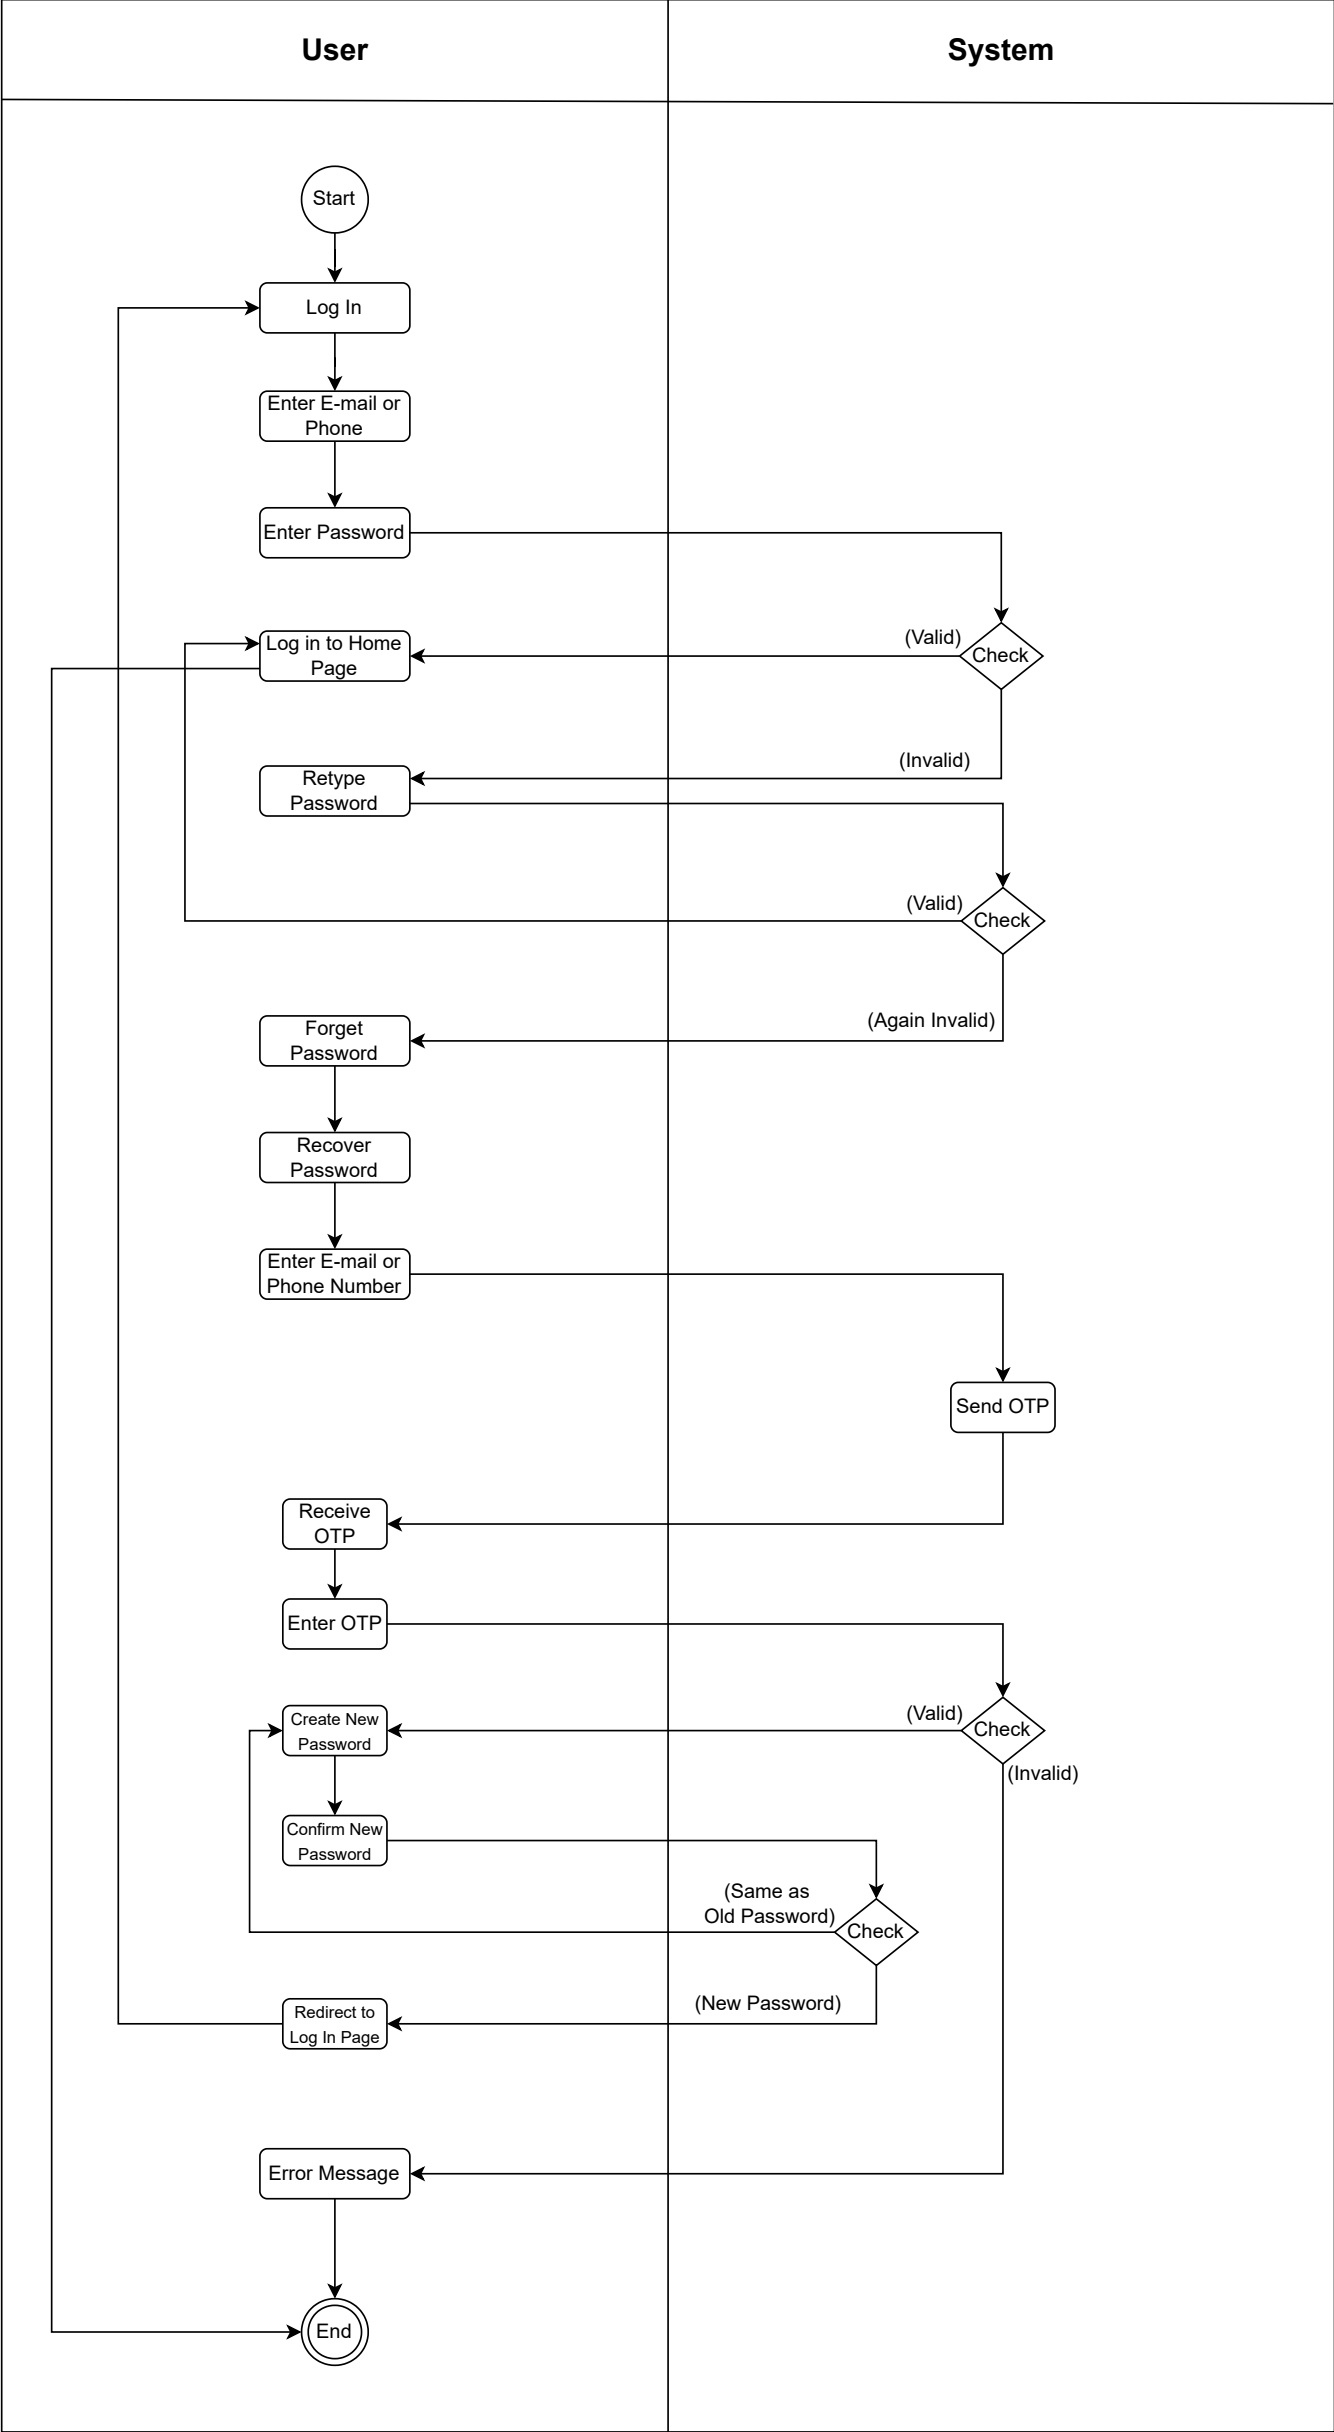 User
System
Start
Log In
Enter E-mail or
Phone
Enter Password
(Valid)
Check
Log in to Home
Page
(Invalid)
Retype
Password
(Valid)
Check
(Again Invalid)
Forget
Password
Recover
Password
Enter E-mail or
Phone Number
Send OTP
Receive
OTP
Enter OTP
(Valid)
Check
(Invalid)
Create New
Password
Confirm New
Password
(Same as
Old Password)
Check
(New Password)
Redirect to
Log In Page
Error Message
End